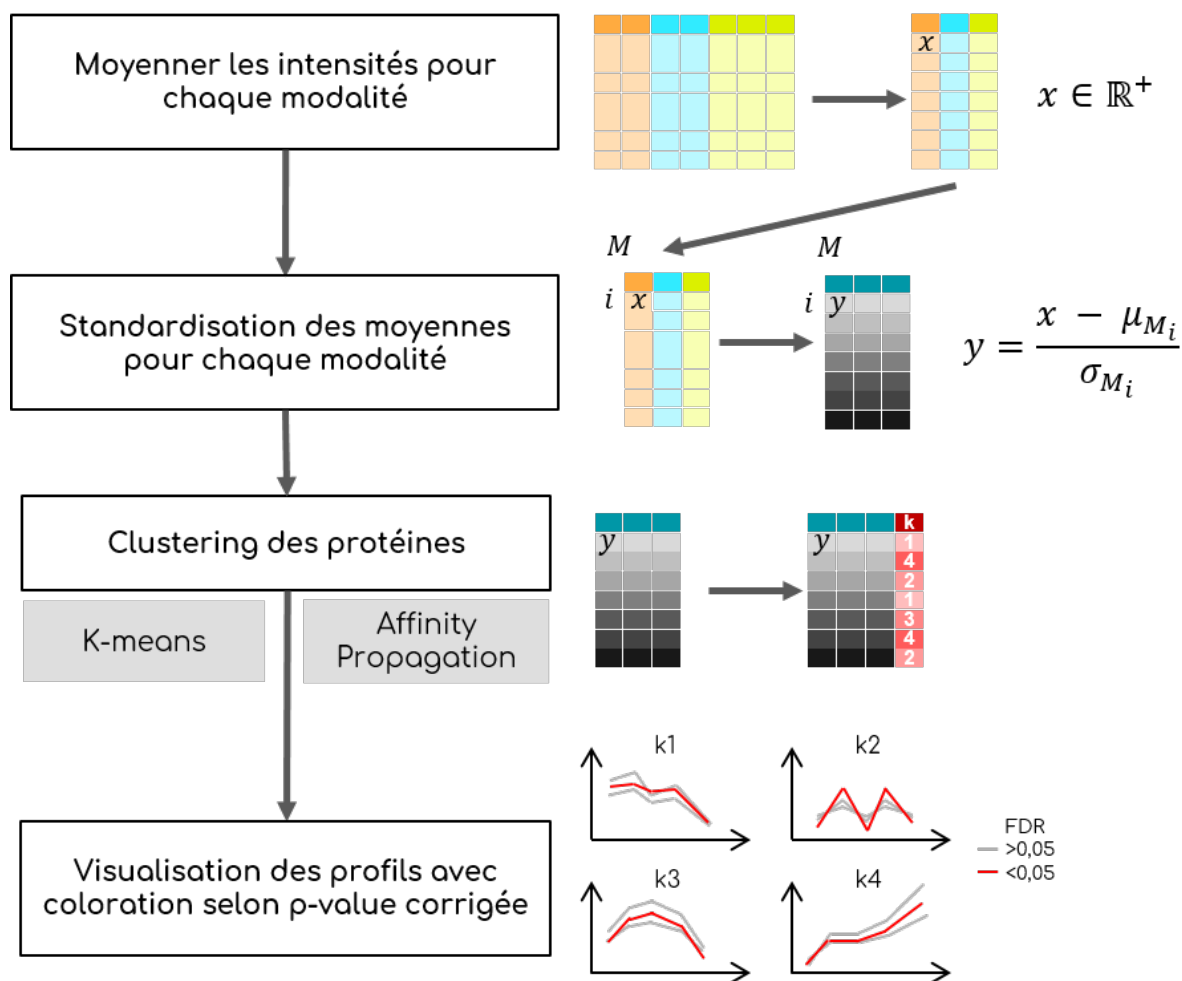 Moyenner les intensités pour
chaque modalité
x
x ∈ ℝ⁺
M
M
i
x
i
y
Standardisation des moyennes
pour chaque modalité
y = (x − μ_{M_i}) / σ_{M_i}
Clustering des protéines
y
y
k
1
4
2
1
3
4
2
K-means
Affinity
Propagation
k1
k2
k3
k4
FDR
>0,05
<0,05
Visualisation des profils avec
coloration selon p-value corrigée